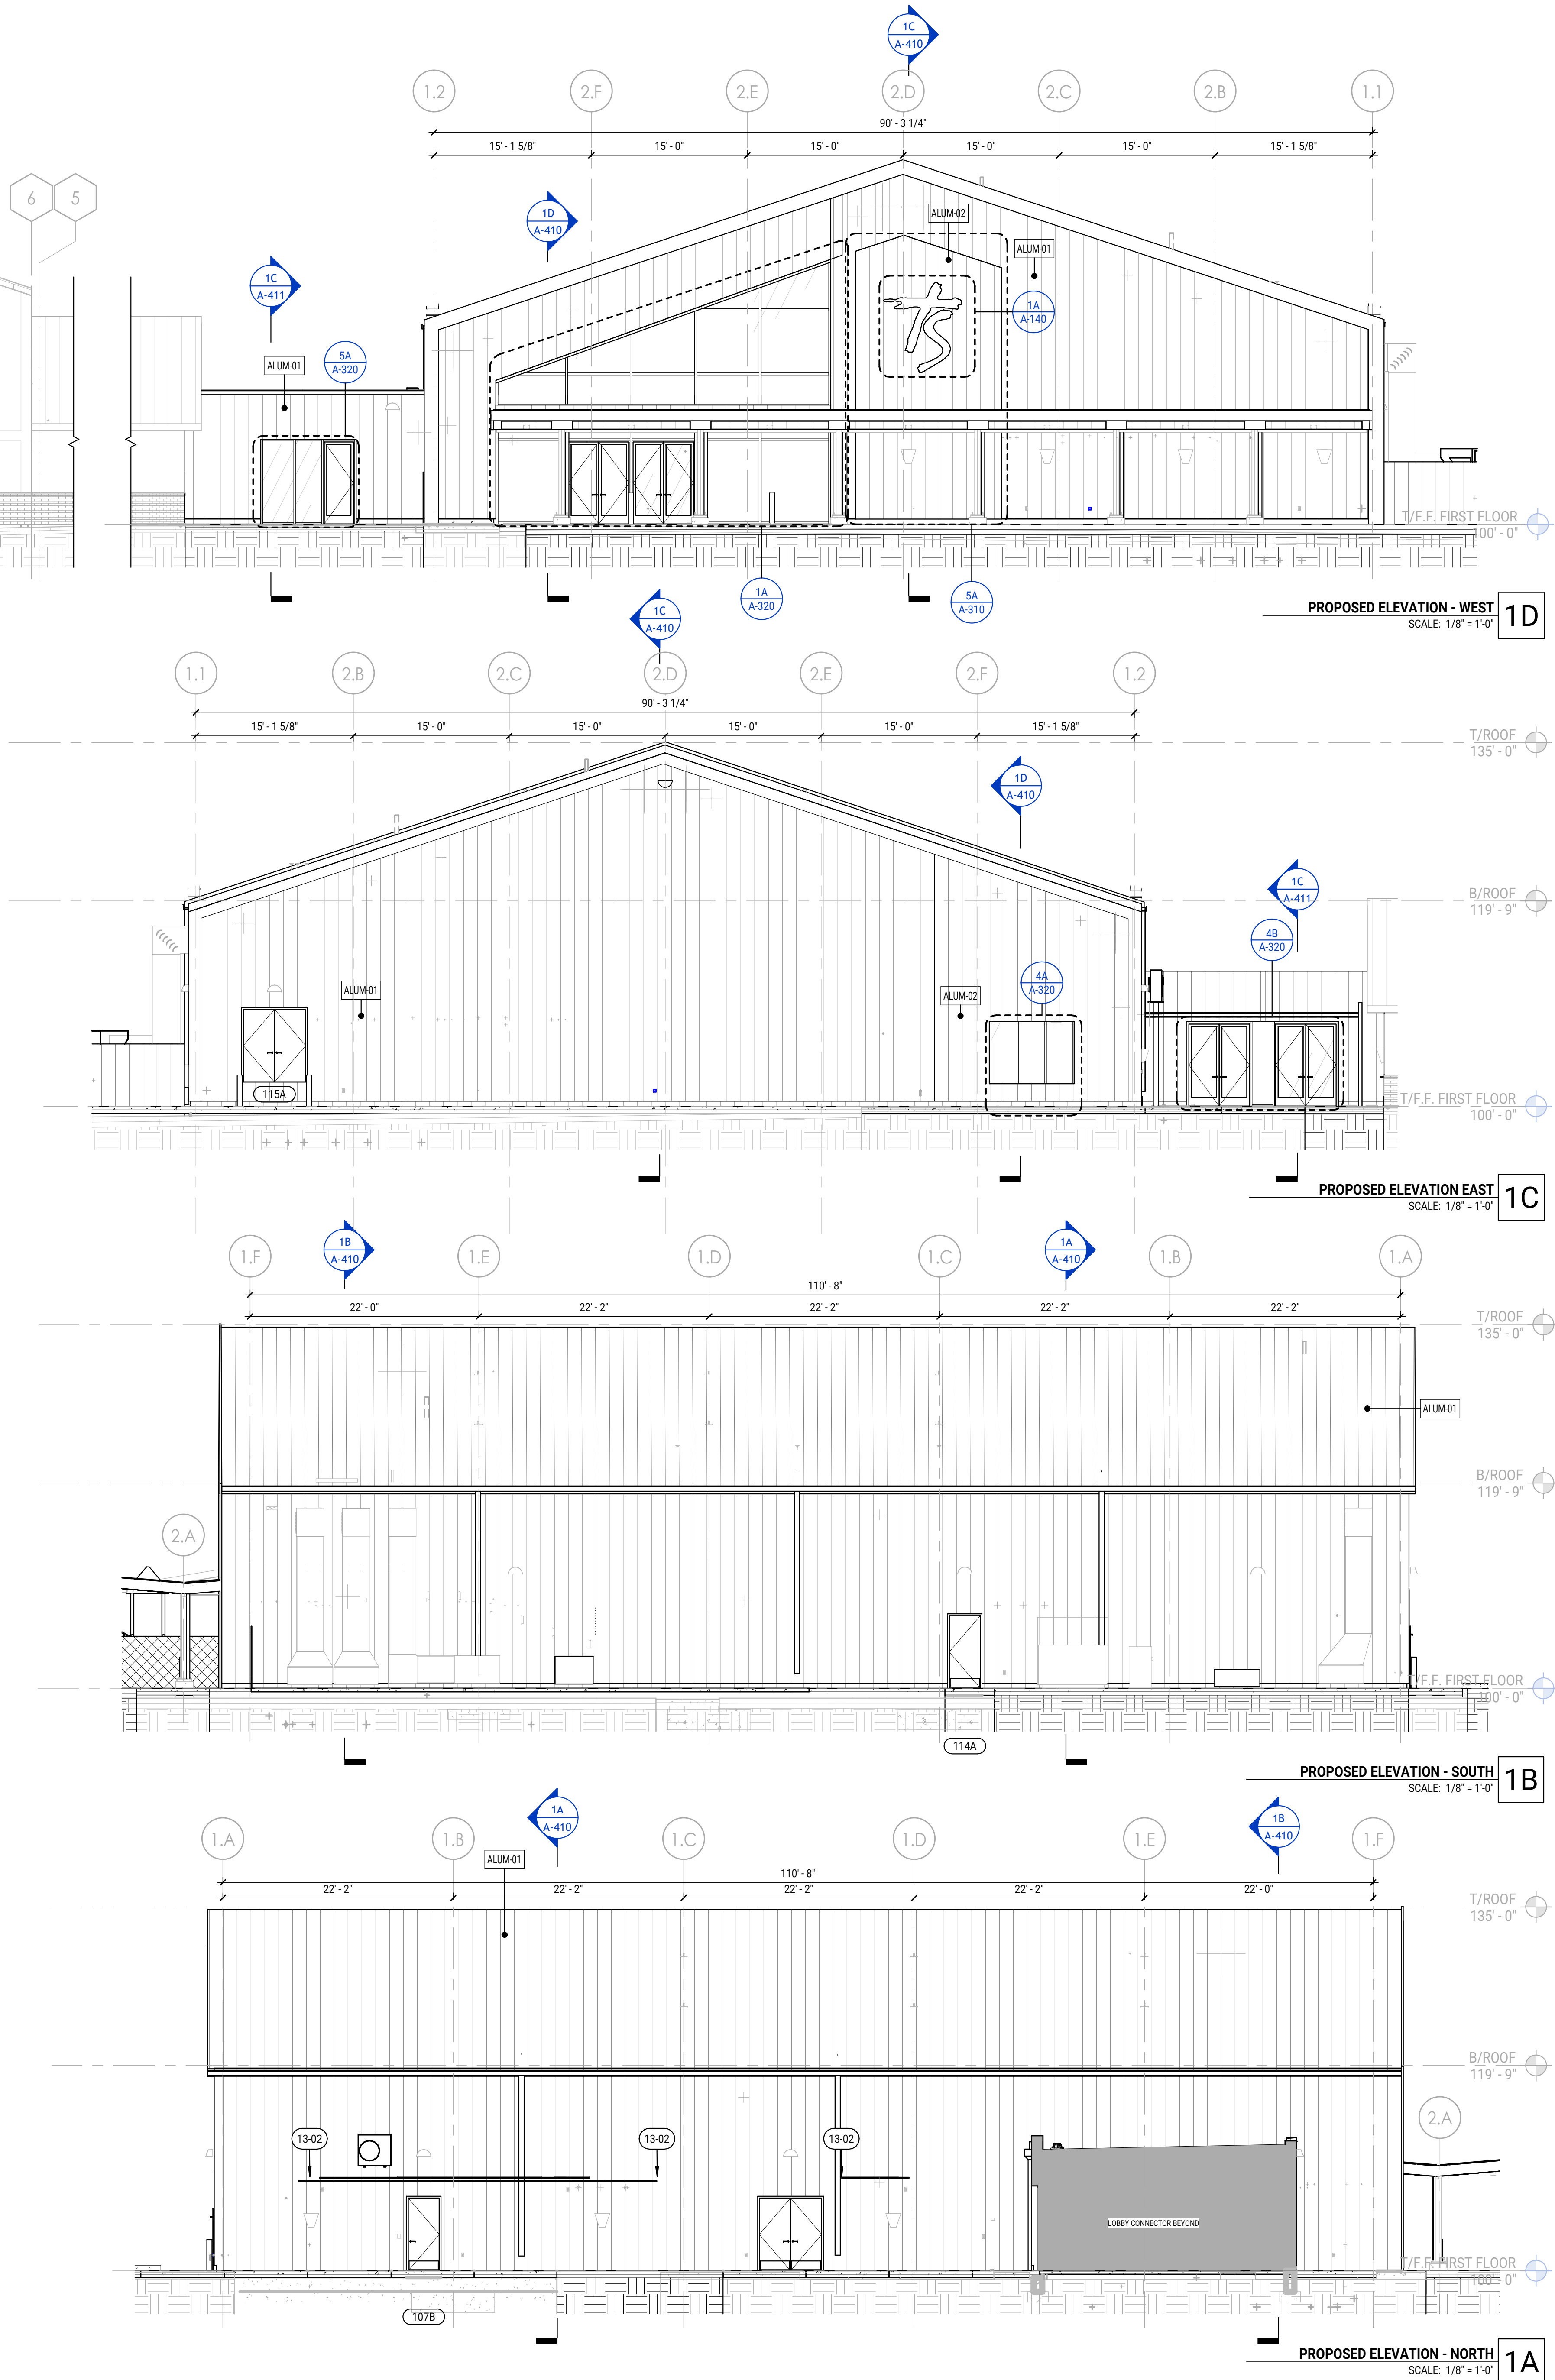 1C
A-410
1.2
2.F
2.E
2.D
2.C
2.B
1.1
90' - 3 1/4"
15' - 1 5/8"
15' - 0"
15' - 0"
15' - 0"
15' - 0"
15' - 1 5/8"
6
5
1D
A-410
ALUM-02
ALUM-01
1C
A-411
1A
A-140
ALUM-01
5A
A-320
T/F.F. FIRST FLOOR
100' - 0"
1A
A-320
5A
A-310
PROPOSED ELEVATION - WEST
SCALE: 1/8" = 1'-0"
1D
1C
A-410
1.1
2.B
2.C
2.D
2.E
2.F
1.2
90' - 3 1/4"
15' - 1 5/8"
15' - 0"
15' - 0"
15' - 0"
15' - 0"
15' - 1 5/8"
T/ROOF
135' - 0"
1D
A-410
B/ROOF
119' - 9"
1C
A-411
4B
A-320
4A
A-320
ALUM-01
ALUM-02
115A
T/F.F. FIRST FLOOR
100' - 0"
PROPOSED ELEVATION EAST
SCALE: 1/8" = 1'-0"
1C
1B
A-410
1A
A-410
1.F
1.E
1.D
1.C
1.B
1.A
110' - 8"
22' - 0"
22' - 2"
22' - 2"
22' - 2"
22' - 2"
T/ROOF
135' - 0"
ALUM-01
B/ROOF
119' - 9"
2.A
T/F.F. FIRST FLOOR
100' - 0"
114A
PROPOSED ELEVATION - SOUTH
SCALE: 1/8" = 1'-0"
1B
1A
A-410
1B
A-410
1.A
1.B
1.C
1.D
1.E
1.F
ALUM-01
110' - 8"
22' - 2"
22' - 2"
22' - 2"
22' - 2"
22' - 0"
T/ROOF
135' - 0"
B/ROOF
119' - 9"
2.A
13-02
13-02
13-02
LOBBY CONNECTOR BEYOND
T/F.F. FIRST FLOOR
100' - 0"
107B
PROPOSED ELEVATION - NORTH
SCALE: 1/8" = 1'-0"
1A